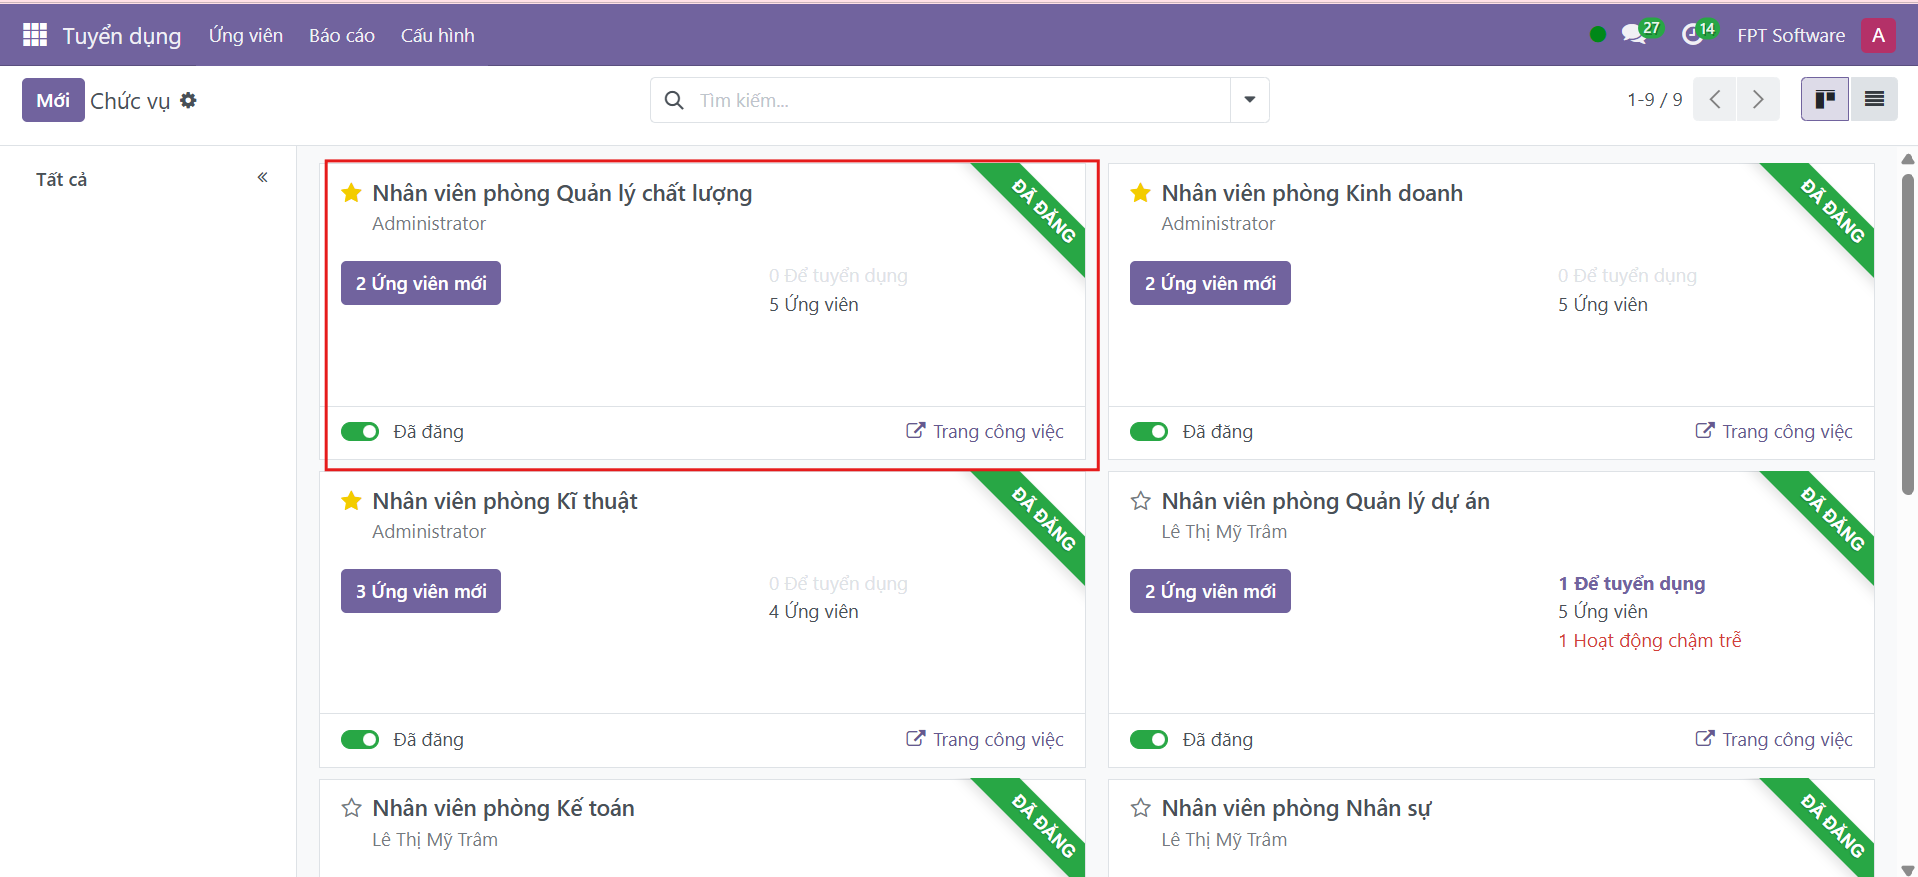 Tuyển dụng Ứng viên Báo cáo Cấu hình 27 14 FPT Software A
Mới Chức vụ Tìm kiếm... 1-9 / 9
Tất cả
Nhân viên phòng Quản lý chất lượng
Administrator
ĐÃ ĐĂNG
2 Ứng viên mới
0 Để tuyển dụng
5 Ứng viên
Đã đăng Trang công việc
Nhân viên phòng Kinh doanh
Administrator
ĐÃ ĐĂNG
2 Ứng viên mới
0 Để tuyển dụng
5 Ứng viên
Đã đăng Trang công việc
Nhân viên phòng Kĩ thuật
Administrator
ĐÃ ĐĂNG
3 Ứng viên mới
0 Để tuyển dụng
4 Ứng viên
Đã đăng Trang công việc
Nhân viên phòng Quản lý dự án
Lê Thị Mỹ Trâm
ĐÃ ĐĂNG
2 Ứng viên mới
1 Để tuyển dụng
5 Ứng viên
1 Hoạt động chậm trễ
Đã đăng Trang công việc
Nhân viên phòng Kế toán
Lê Thị Mỹ Trâm
ĐÃ ĐĂNG
Nhân viên phòng Nhân sự
Lê Thị Mỹ Trâm
ĐÃ ĐĂNG